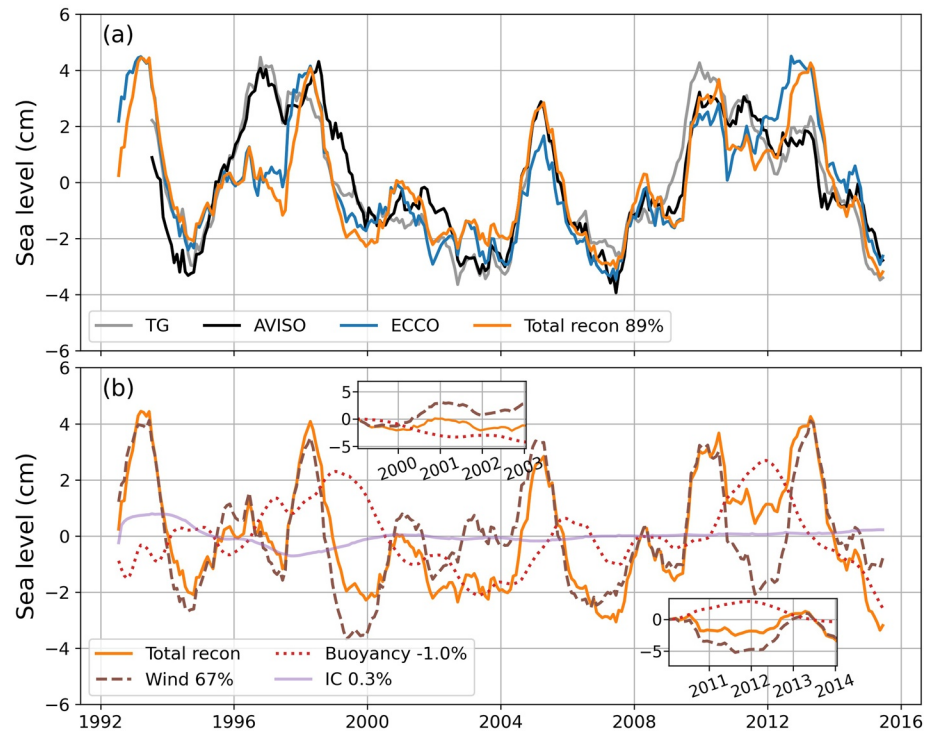 6
(a)
4
2
0
−2
−4
−6
Sea level (cm)
TG AVISO ECCO Total recon 89%
6
(b)
4
2
0
−2
−4
−6
Sea level (cm)
5
0
−5
2000 2001 2002 2003
0
−5
2011 2012 2013 2014
Total recon Buoyancy -1.0%
Wind 67% IC 0.3%
1992 1996 2000 2004 2008 2012 2016